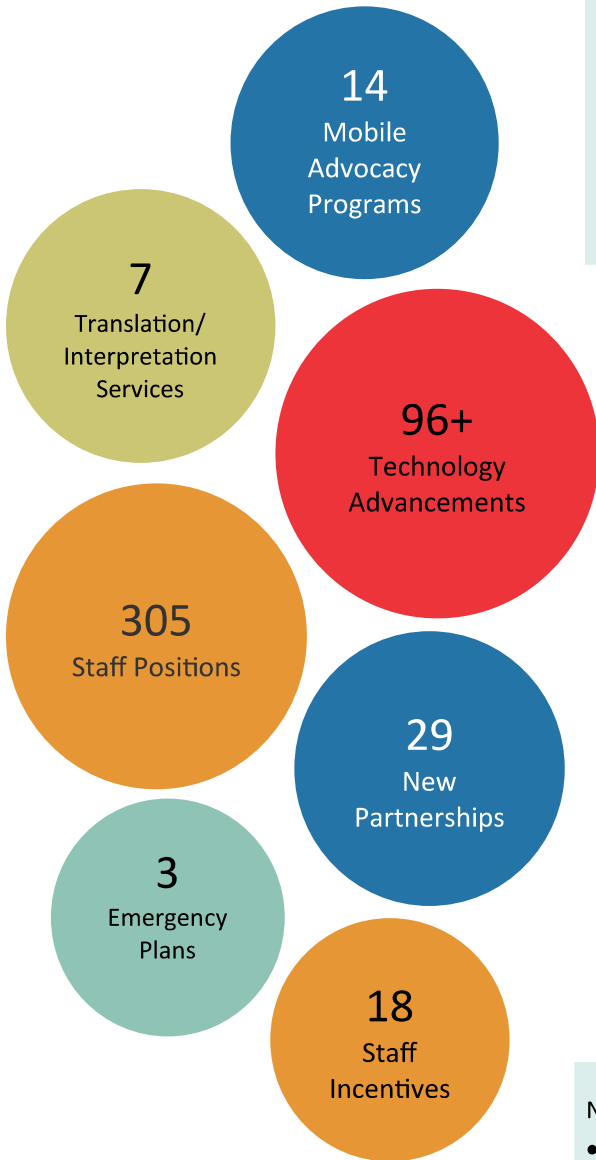 14
Mobile
Advocacy
Programs
7
Translation/
Interpretation
Services
96+
Technology
Advancements
305
Staff Positions
29
New
Partnerships
3
Emergency
Plans
18
Staff
Incentives
N
•